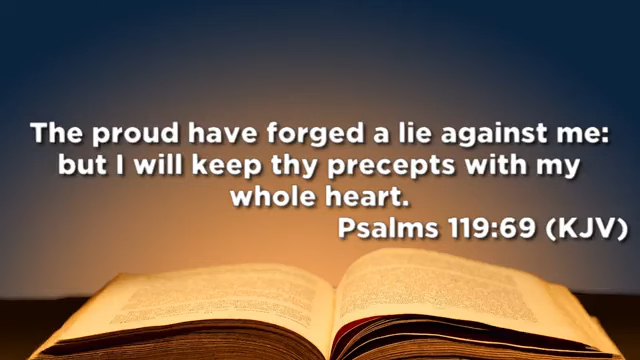 The proud have forged a lie against me:
but I will keep thy precepts with my
whole heart.
Psalms 119:69 (KJV)